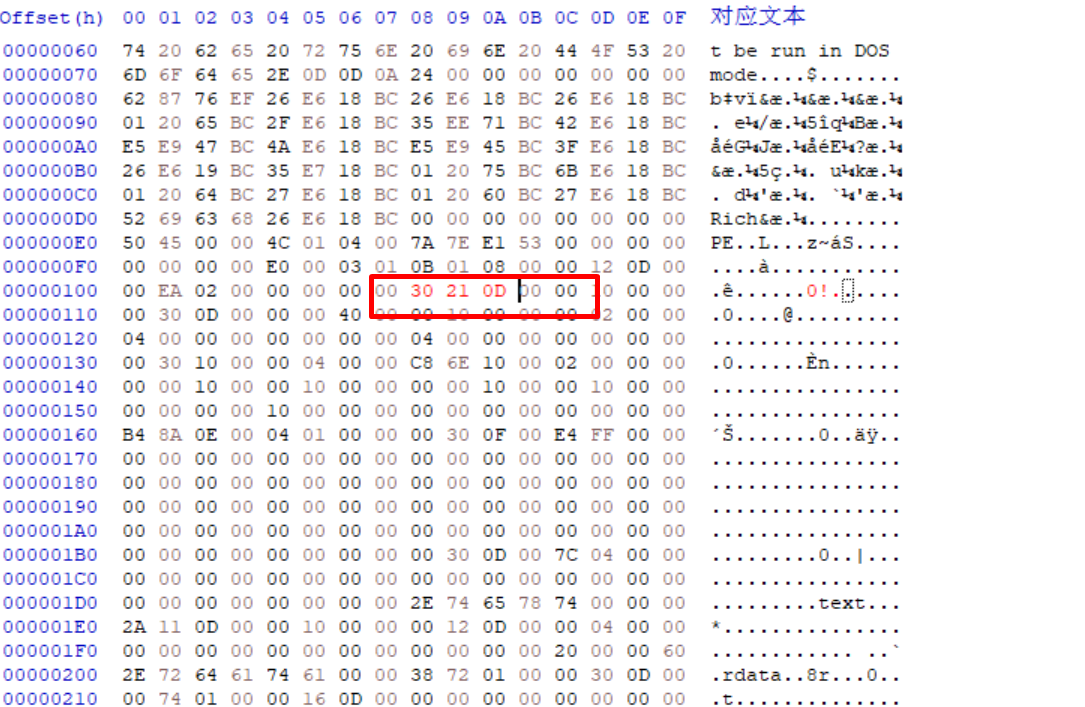 Offset(h) 00 01 02 03 04 05 06 07 08 09 0A 0B 0C 0D 0E 0F 对应文本
00000060 74 20 62 65 20 72 75 6E 20 69 6E 20 44 4F 53 20 t be run in DOS
00000070 6D 6F 64 65 2E 0D 0D 0A 24 00 00 00 00 00 00 00 mode....$.......
00000080 62 87 76 EF 26 E6 18 BC 26 E6 18 BC 26 E6 18 BC b‡vï&æ.¼&æ.¼&æ.¼
00000090 01 20 65 BC 2F E6 18 BC 35 EE 71 BC 42 E6 18 BC . e¼/æ.¼5îq¼Bæ.¼
000000A0 E5 E9 47 BC 4A E6 18 BC E5 E9 45 BC 3F E6 18 BC åéG¼Jæ.¼åéE¼?æ.¼
000000B0 26 E6 19 BC 35 E7 18 BC 01 20 75 BC 6B E6 18 BC &æ.¼5ç.¼. u¼kæ.¼
000000C0 01 20 64 BC 27 E6 18 BC 01 20 60 BC 27 E6 18 BC . d¼'æ.¼. `¼'æ.¼
000000D0 52 69 63 68 26 E6 18 BC 00 00 00 00 00 00 00 00 Rich&æ.¼........
000000E0 50 45 00 00 4C 01 04 00 7A 7E E1 53 00 00 00 00 PE..L...z~áS....
000000F0 00 00 00 00 E0 00 03 01 0B 01 08 00 00 12 0D 00 ....à...........
00000100 00 EA 02 00 00 00 00 00 30 21 0D 00 00 10 00 00 .ê......0!......
00000110 00 30 0D 00 00 00 40 00 00 10 00 00 00 02 00 00 .0....@.........
00000120 04 00 00 00 00 00 00 00 04 00 00 00 00 00 00 00 ................
00000130 00 30 10 00 00 04 00 00 C8 6E 10 00 02 00 00 00 .0......Èn......
00000140 00 00 10 00 00 10 00 00 00 00 10 00 00 10 00 00 ................
00000150 00 00 00 00 10 00 00 00 00 00 00 00 00 00 00 00 ................
00000160 B4 8A 0E 00 04 01 00 00 00 30 0F 00 E4 FF 00 00 ´Š.......0..äÿ..
00000170 00 00 00 00 00 00 00 00 00 00 00 00 00 00 00 00 ................
00000180 00 00 00 00 00 00 00 00 00 00 00 00 00 00 00 00 ................
00000190 00 00 00 00 00 00 00 00 00 00 00 00 00 00 00 00 ................
000001A0 00 00 00 00 00 00 00 00 00 00 00 00 00 00 00 00 ................
000001B0 00 00 00 00 00 00 00 00 00 30 0D 00 7C 04 00 00 .........0..|...
000001C0 00 00 00 00 00 00 00 00 00 00 00 00 00 00 00 00 ................
000001D0 00 00 00 00 00 00 00 00 2E 74 65 78 74 00 00 00 .........text...
000001E0 2A 11 0D 00 00 10 00 00 00 12 0D 00 00 04 00 00 *...............
000001F0 00 00 00 00 00 00 00 00 00 00 00 00 20 00 00 60 ............ ..`
00000200 2E 72 64 61 74 61 00 00 38 72 01 00 00 30 0D 00 .rdata..8r...0..
00000210 00 74 01 00 00 16 0D 00 00 00 00 00 00 00 00 00 .t..............